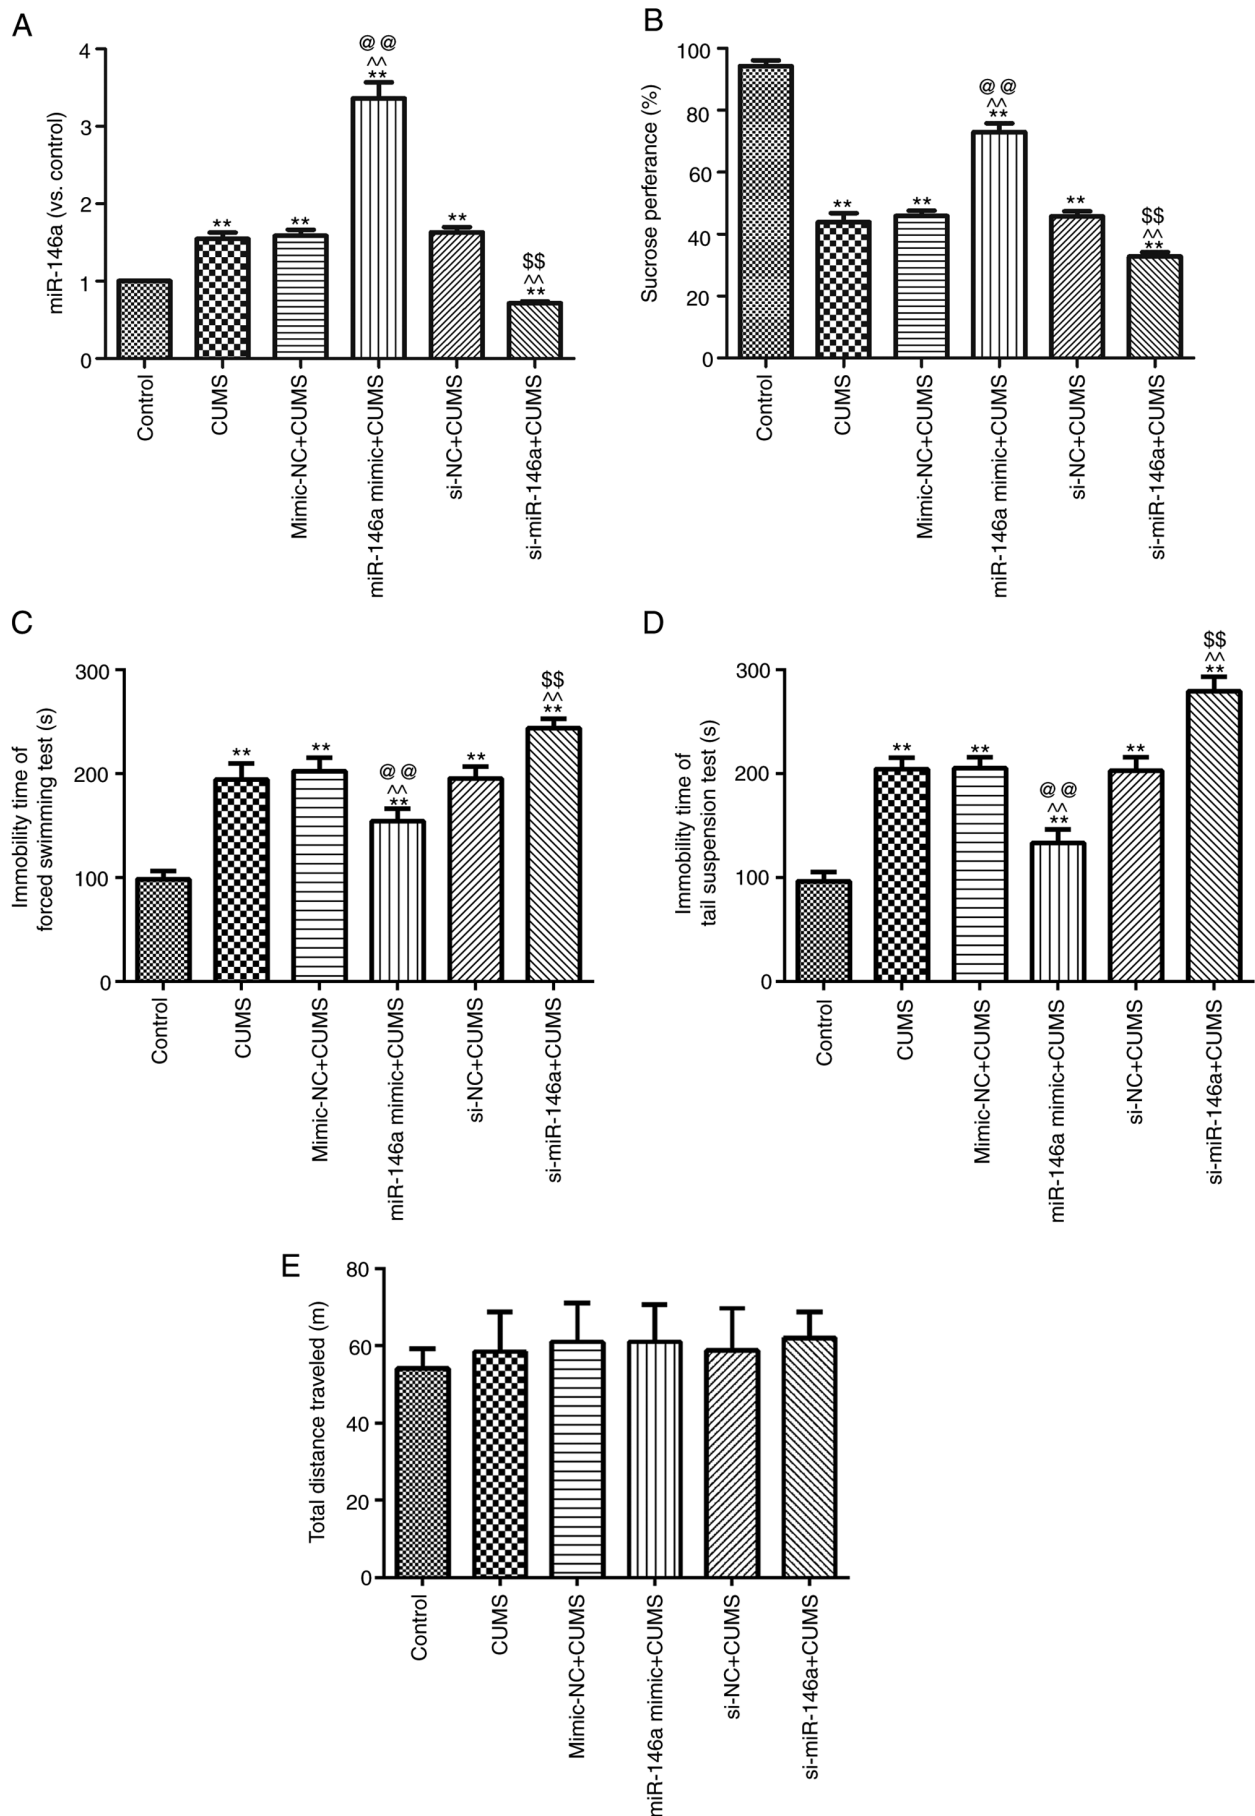 A
miR-146a (vs. control)
4
3
2
1
0
**
**
@ @
^^
**
**
$$
^^
**
Control
CUMS
Mimic-NC+CUMS
miR-146a mimic+CUMS
si-NC+CUMS
si-miR-146a+CUMS
B
Sucrose perferance (%)
100
80
60
40
20
0
**
**
@ @
^^
**
**
$$
^^
**
Control
CUMS
Mimic-NC+CUMS
miR-146a mimic+CUMS
si-NC+CUMS
si-miR-146a+CUMS
C
Immobility time of
forced swimming test (s)
300
200
100
0
**
**
@ @
^^
**
**
$$
^^
**
Control
CUMS
Mimic-NC+CUMS
miR-146a mimic+CUMS
si-NC+CUMS
si-miR-146a+CUMS
D
Immobility time of
tail suspension test (s)
300
200
100
0
**
**
@ @
^^
**
**
$$
^^
**
Control
CUMS
Mimic-NC+CUMS
miR-146a mimic+CUMS
si-NC+CUMS
si-miR-146a+CUMS
E
Total distance traveled (m)
80
60
40
20
0
Control
CUMS
Mimic-NC+CUMS
miR-146a mimic+CUMS
si-NC+CUMS
si-miR-146a+CUMS